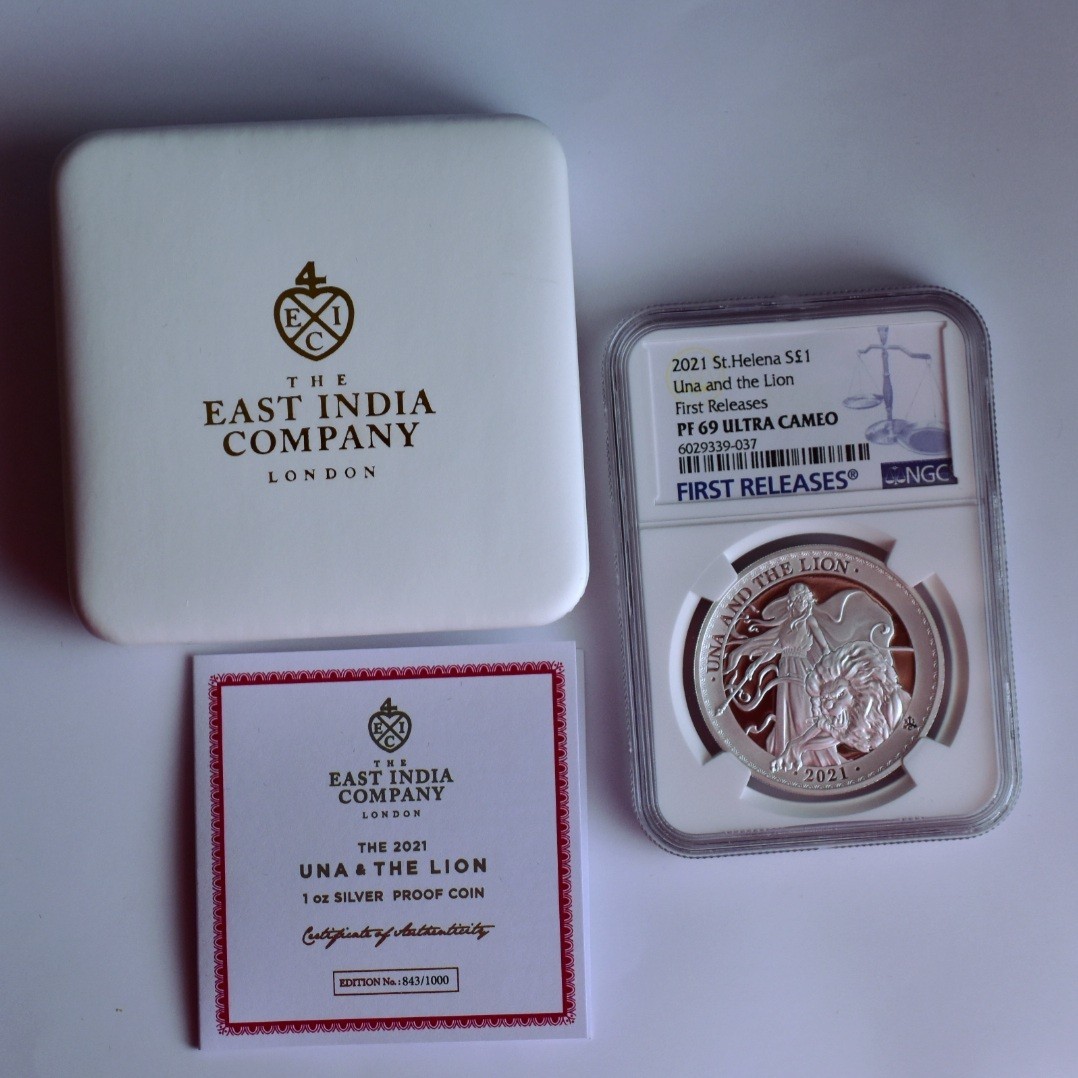 4
E I
C
THE
EAST INDIA
COMPANY
LONDON
2021 St.Helena S£1
Una and the Lion
First Releases
PF 69 ULTRA CAMEO
6029339-037
FIRST RELEASES®
NGC
· UNA AND THE LION ·
· 2021 ·
4
E I
C
THE
EAST INDIA
COMPANY
LONDON
THE 2021
UNA & THE LION
1 oz SILVER PROOF COIN
Certificate of Authenticity
EDITION No.: 843/1000